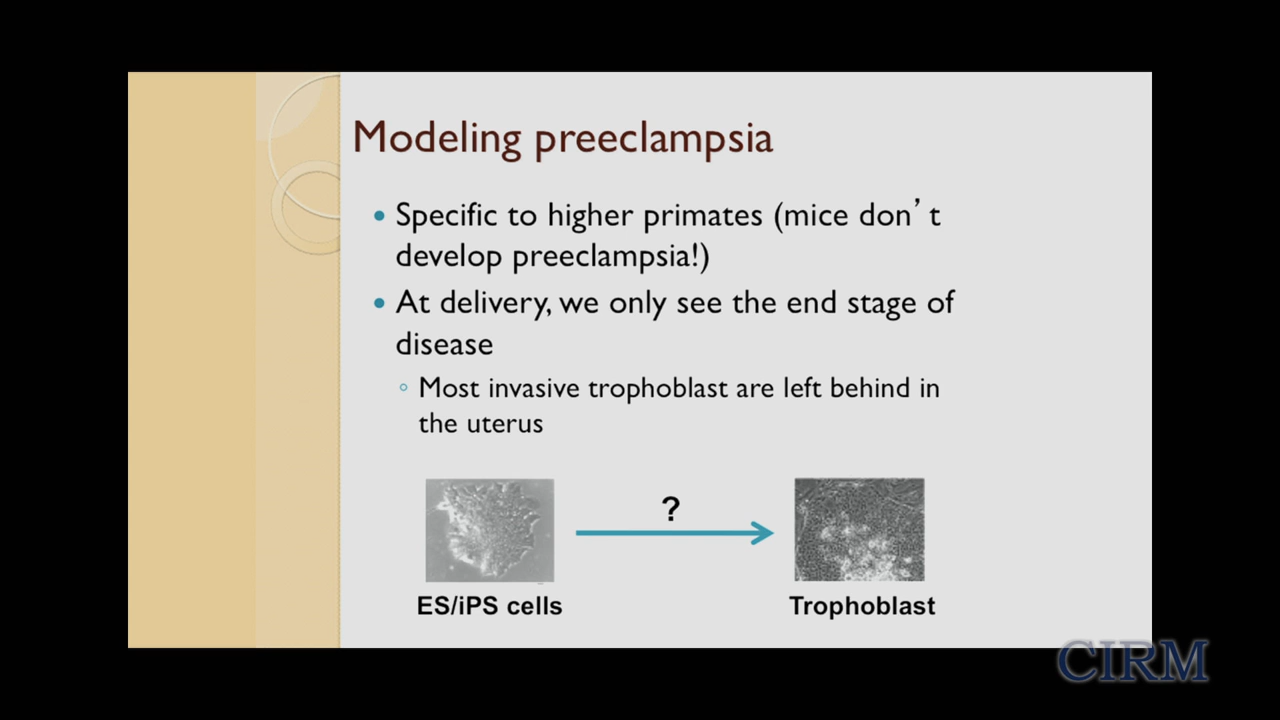 Modeling preeclampsia
• Specific to higher primates (mice don’t
develop preeclampsia!)
• At delivery, we only see the end stage of
disease
◦ Most invasive trophoblast are left behind in
the uterus
?
ES/iPS cells
Trophoblast
CIRM